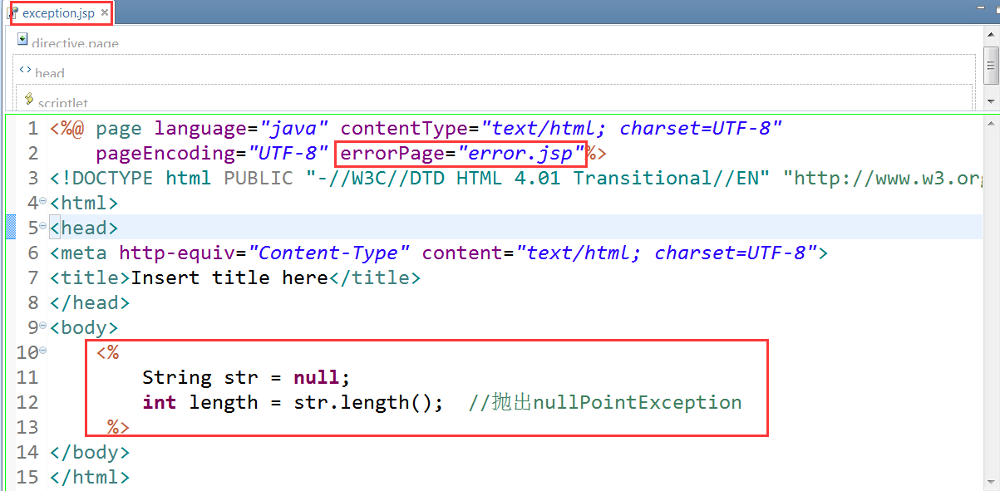 exception.jsp
directive.page
head
scriptlet
1 <%@ page language="java" contentType="text/html; charset=UTF-8"
2 pageEncoding="UTF-8" errorPage="error.jsp"%>
3 <!DOCTYPE html PUBLIC "-//W3C//DTD HTML 4.01 Transitional//EN" "http://www.w3.org
4 <html>
5 <head>
6 <meta http-equiv="Content-Type" content="text/html; charset=UTF-8">
7 <title>Insert title here</title>
8 </head>
9 <body>
10 <%
11 String str = null;
12 int length = str.length(); //抛出nullPointException
13 %>
14 </body>
15 </html>